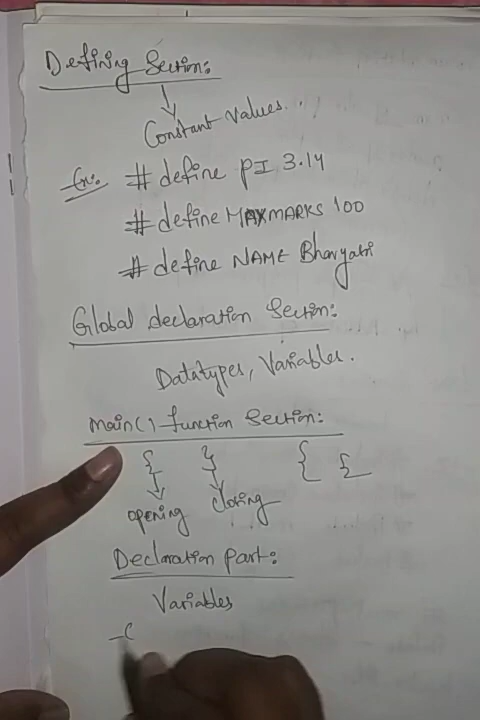 Defining Section:
Constant Values..
Ex:. # define PI 3.14
# define MAXMARKS 100
# define NAME Bhavyatri
Global declaration Section:
Datatypes, Variables.
Main() function Section:
{ } { {
opening closing
Declaration Part:
Variables